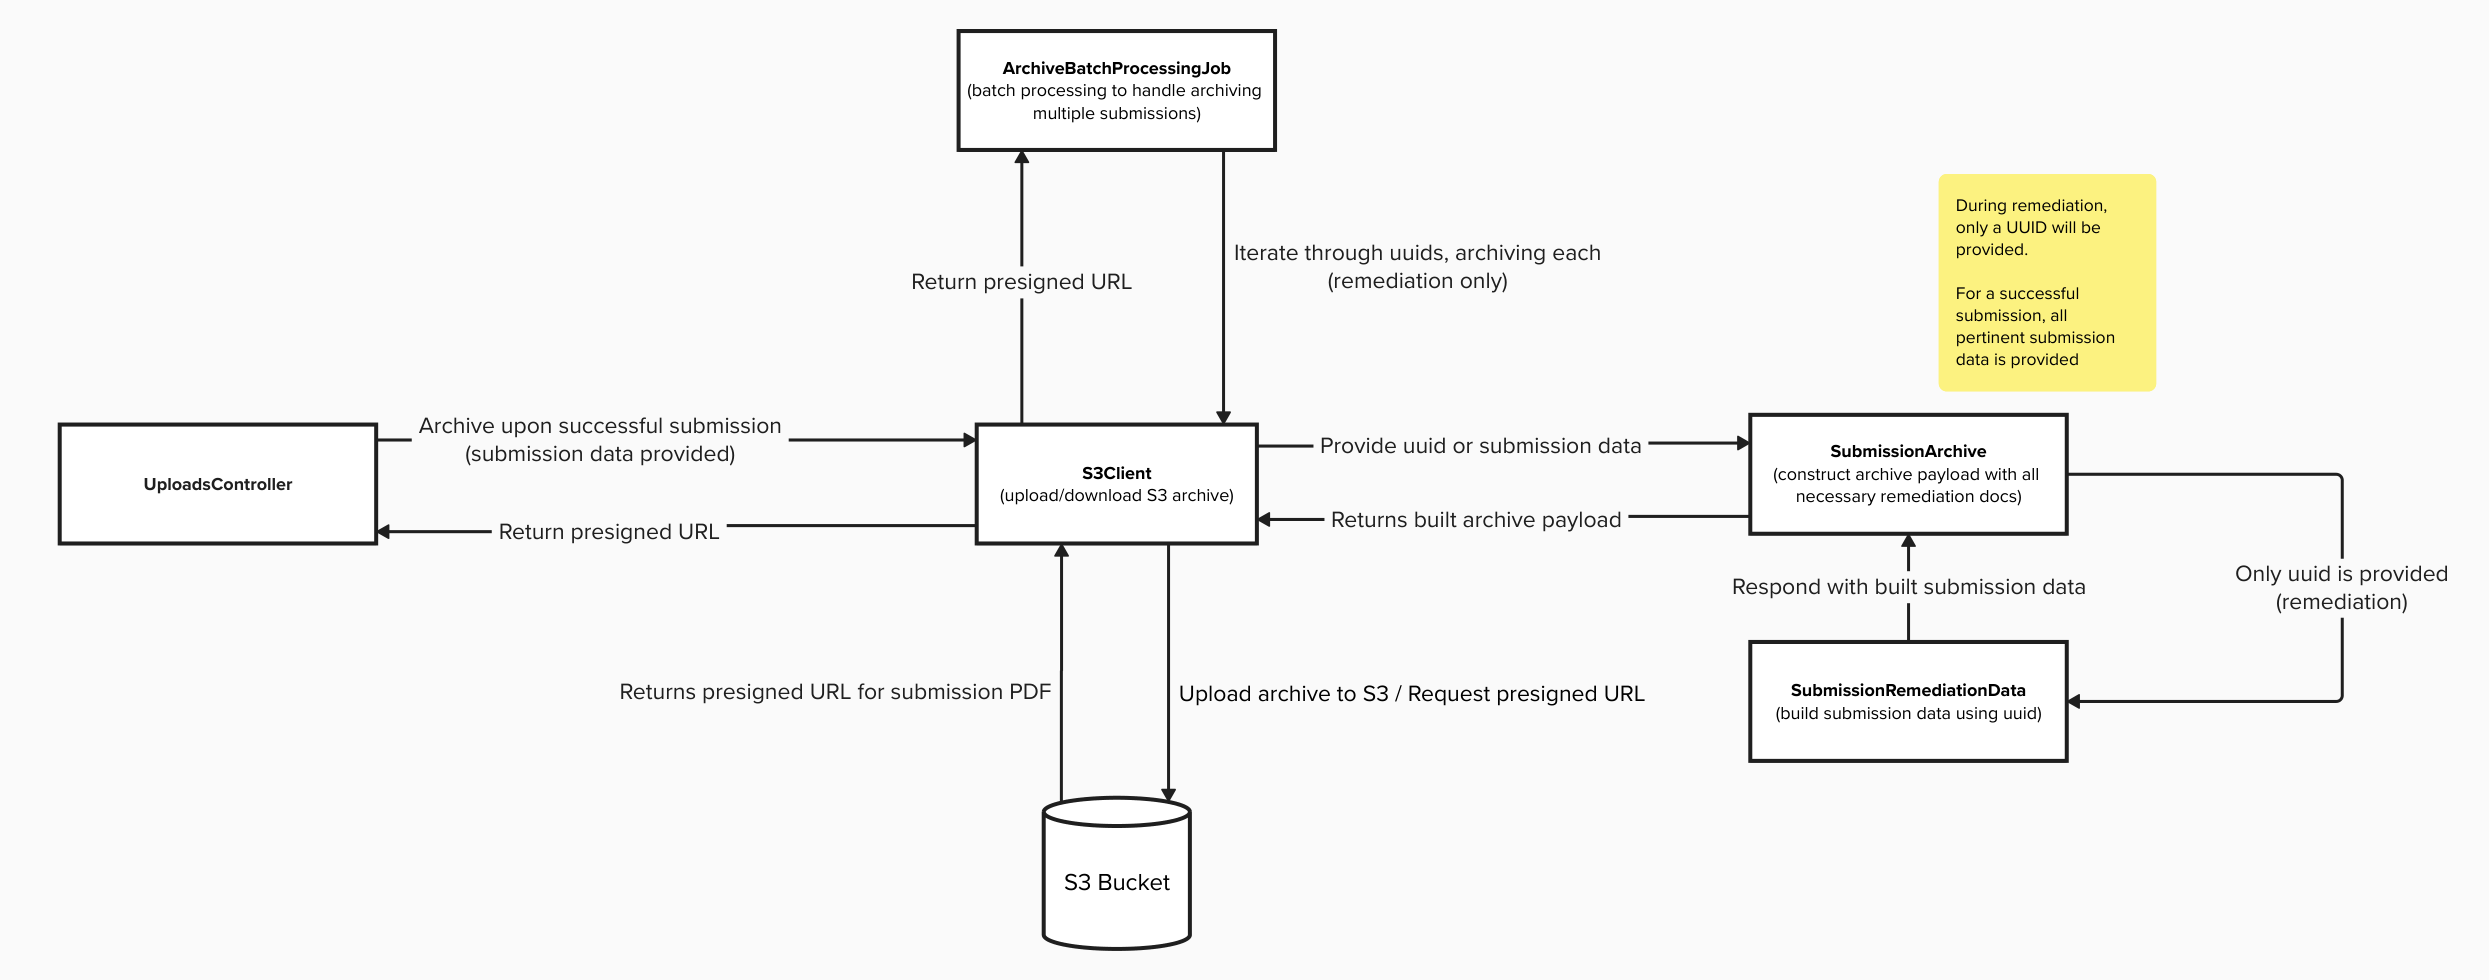 ArchiveBatchProcessingJob
(batch processing to handle archiving
multiple submissions)
During remediation,
only a UUID will be
provided.
For a successful
submission, all
pertinent submission
data is provided
Iterate through uuids, archiving each
(remediation only)
Return presigned URL
Archive upon successful submission
(submission data provided)
UploadsController
Return presigned URL
S3Client
(upload/download S3 archive)
Provide uuid or submission data
Returns built archive payload
SubmissionArchive
(construct archive payload with all
necessary remediation docs)
Only uuid is provided
(remediation)
Respond with built submission data
SubmissionRemediationData
(build submission data using uuid)
Returns presigned URL for submission PDF
Upload archive to S3 / Request presigned URL
S3 Bucket